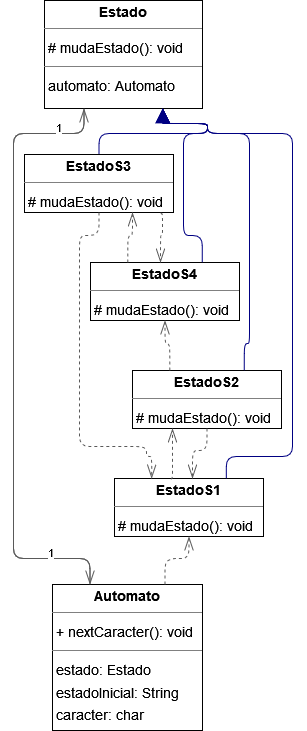 Estado
# mudaEstado(): void
automato: Automato
1
EstadoS3
# mudaEstado(): void
EstadoS4
# mudaEstado(): void
EstadoS2
# mudaEstado(): void
EstadoS1
# mudaEstado(): void
1
Automato
+ nextCaracter(): void
estado: Estado
estadoInicial: String
caracter: char